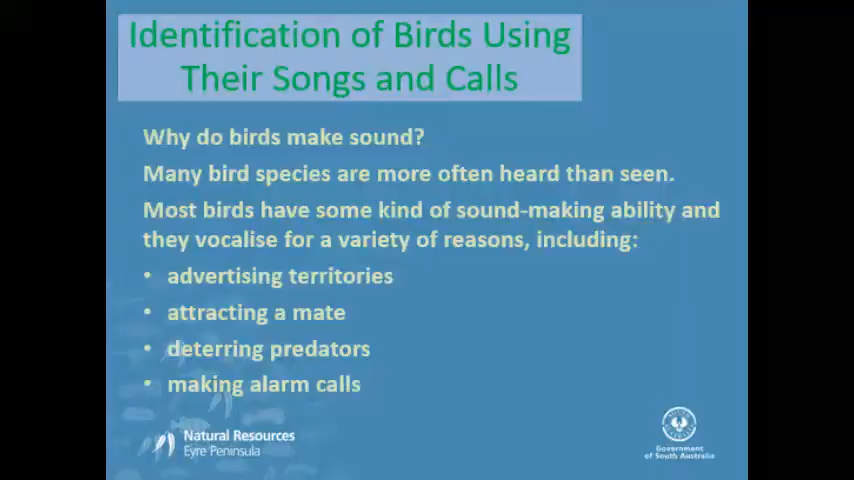 Identification of Birds Using
Their Songs and Calls
Why do birds make sound?
Many bird species are more often heard than seen.
Most birds have some kind of sound-making ability and
they vocalise for a variety of reasons, including:
• advertising territories
• attracting a mate
• deterring predators
• making alarm calls
Natural Resources
Eyre Peninsula
Government
of South Australia